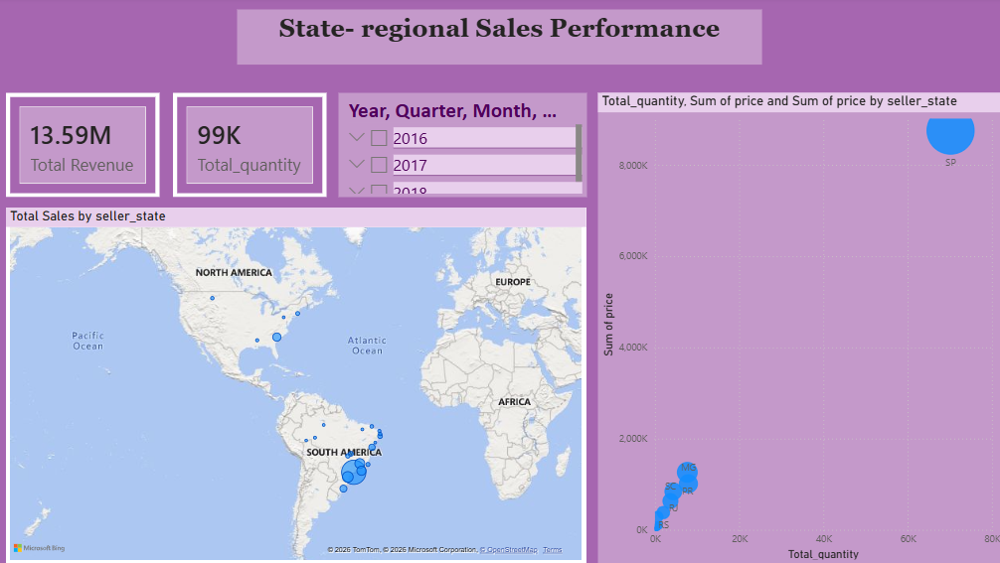 State- regional Sales Performance
13.59M
Total Revenue
99K
Total_quantity
Year, Quarter, Month, ...
2016
2017
2018
Total_quantity, Sum of price and Sum of price by seller_state
Total Sales by seller_state
NORTH AMERICA
EUROPE
Pacific
Ocean
Atlantic
Ocean
AFRICA
SOUTH AMERICA
Microsoft Bing
© 2026 TomTom, © 2026 Microsoft Corporation, © OpenStreetMap Terms
Sum of price
8,000K
6,000K
4,000K
2,000K
0K
SP
MG
PR
SC
RJ
RS
0K
20K
40K
60K
80K
Total_quantity